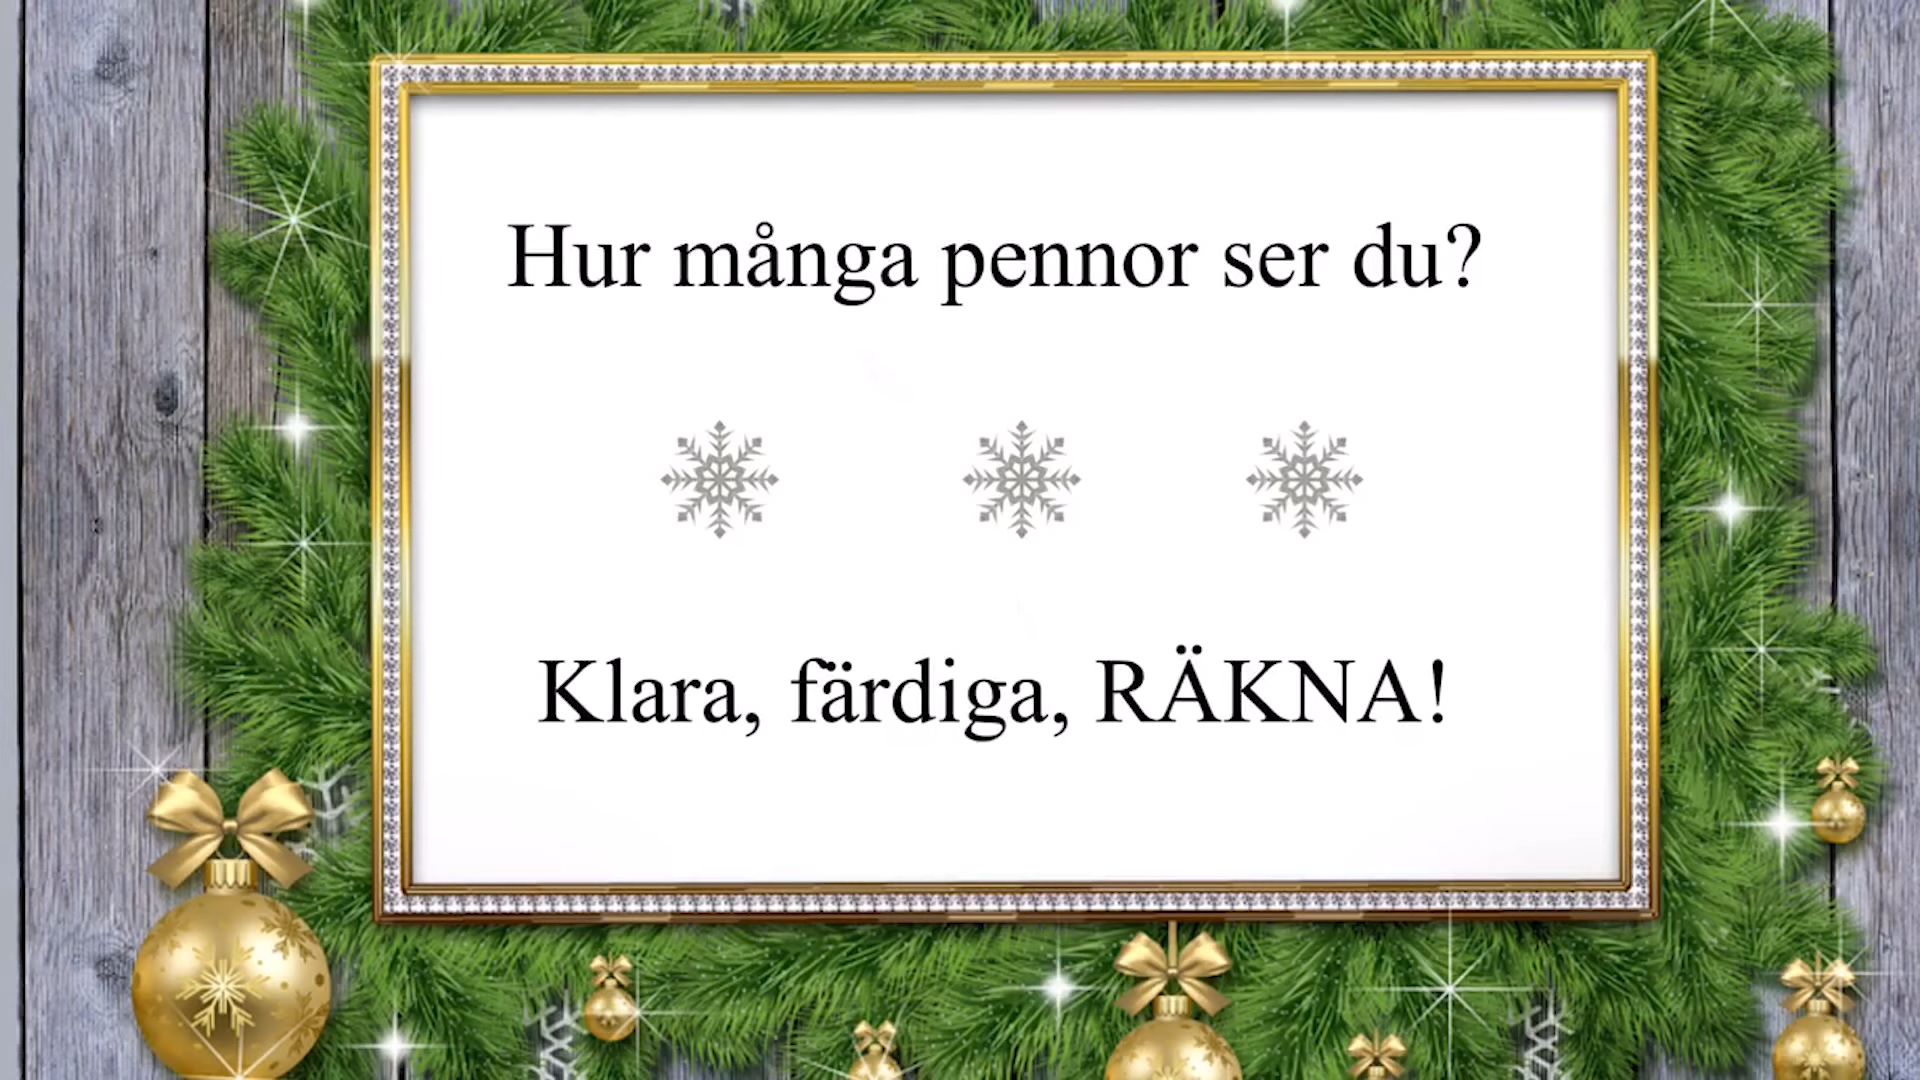 Hur många pennor ser du?
Klara, färdiga, RÄKNA!